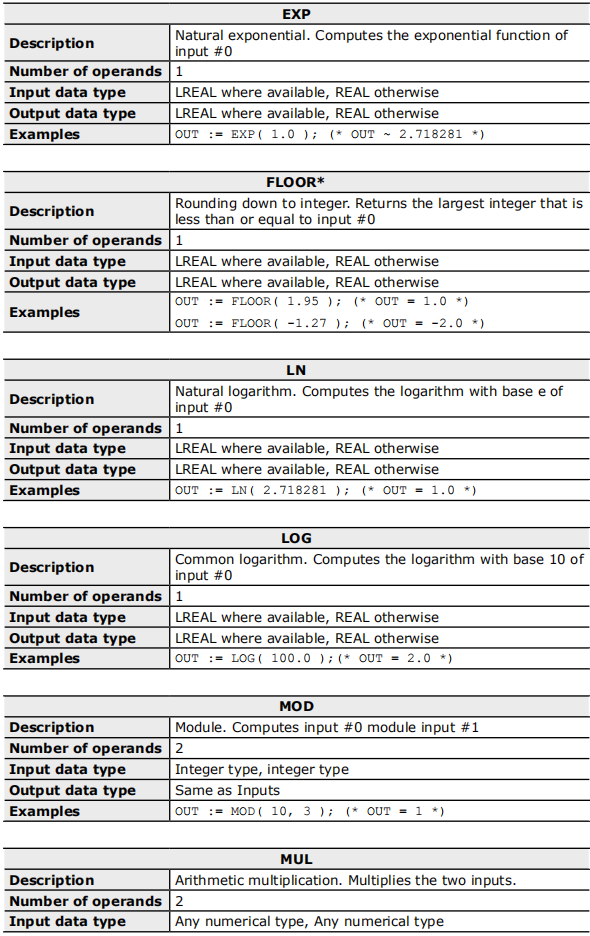 EXP
Description
Natural exponential. Computes the exponential function of
input #0
Number of operands 1
Input data type LREAL where available, REAL otherwise
Output data type LREAL where available, REAL otherwise
Examples OUT := EXP( 1.0 ); (* OUT ~ 2.718281 *)
FLOOR*
Description
Rounding down to integer. Returns the largest integer that is
less than or equal to input #0
Number of operands 1
Input data type LREAL where available, REAL otherwise
Output data type LREAL where available, REAL otherwise
Examples
OUT := FLOOR( 1.95 ); (* OUT = 1.0 *)
OUT := FLOOR( -1.27 ); (* OUT = -2.0 *)
LN
Description
Natural logarithm. Computes the logarithm with base e of
input #0
Number of operands 1
Input data type LREAL where available, REAL otherwise
Output data type LREAL where available, REAL otherwise
Examples OUT := LN( 2.718281 ); (* OUT = 1.0 *)
LOG
Description
Common logarithm. Computes the logarithm with base 10 of
input #0
Number of operands 1
Input data type LREAL where available, REAL otherwise
Output data type LREAL where available, REAL otherwise
Examples OUT := LOG( 100.0 );(* OUT = 2.0 *)
MOD
Description Module. Computes input #0 module input #1
Number of operands 2
Input data type Integer type, integer type
Output data type Same as Inputs
Examples OUT := MOD( 10, 3 ); (* OUT = 1 *)
MUL
Description Arithmetic multiplication. Multiplies the two inputs.
Number of operands 2
Input data type Any numerical type, Any numerical type